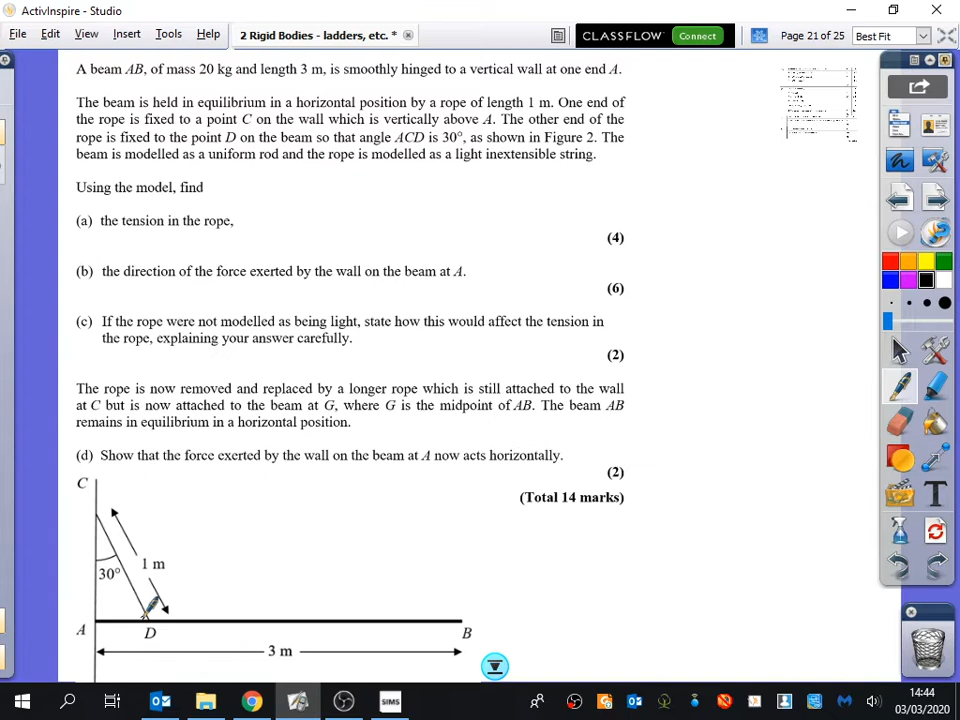 ActivInspire - Studio
File Edit View Insert Tools Help
2 Rigid Bodies - ladders, etc. *
CLASSFLOW Connect
Page 21 of 25
Best Fit
A beam AB, of mass 20 kg and length 3 m, is smoothly hinged to a vertical wall at one end A.
The beam is held in equilibrium in a horizontal position by a rope of length 1 m. One end of
the rope is fixed to a point C on the wall which is vertically above A. The other end of the
rope is fixed to the point D on the beam so that angle ACD is 30°, as shown in Figure 2. The
beam is modelled as a uniform rod and the rope is modelled as a light inextensible string.
Using the model, find
(a) the tension in the rope,
(4)
(b) the direction of the force exerted by the wall on the beam at A.
(6)
(c) If the rope were not modelled as being light, state how this would affect the tension in
the rope, explaining your answer carefully.
(2)
The rope is now removed and replaced by a longer rope which is still attached to the wall
at C but is now attached to the beam at G, where G is the midpoint of AB. The beam AB
remains in equilibrium in a horizontal position.
(d) Show that the force exerted by the wall on the beam at A now acts horizontally.
(2)
(Total 14 marks)
C
1 m
30°
A
D
B
3 m
SIMS
14:44
03/03/2020